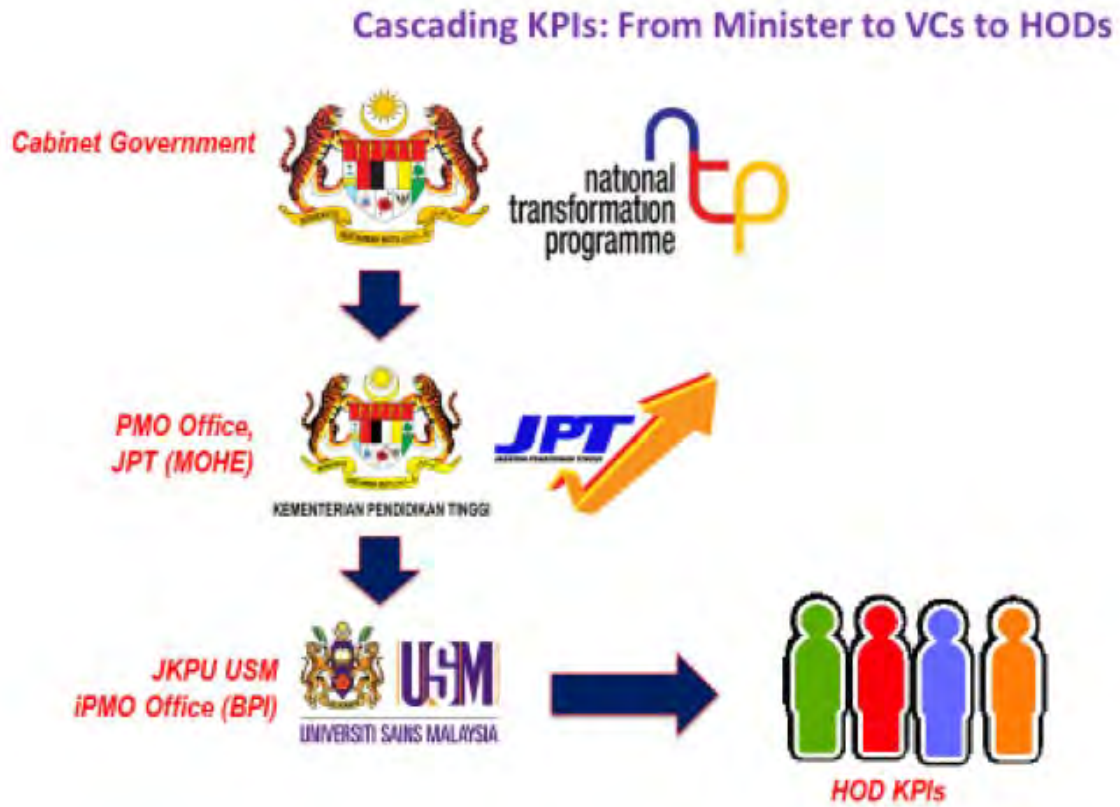 Cascading KPIs: From Minister to VCs to HODs
Cabinet Government
national
transformation
programme
ntp
PMO Office,
JPT (MOHE)
JPT
KEMENTERIAN PENDIDIKAN TINGGI
JKPU USM
iPMO Office (BPI)
USM
UNIVERSITI SAINS MALAYSIA
HOD KPIs